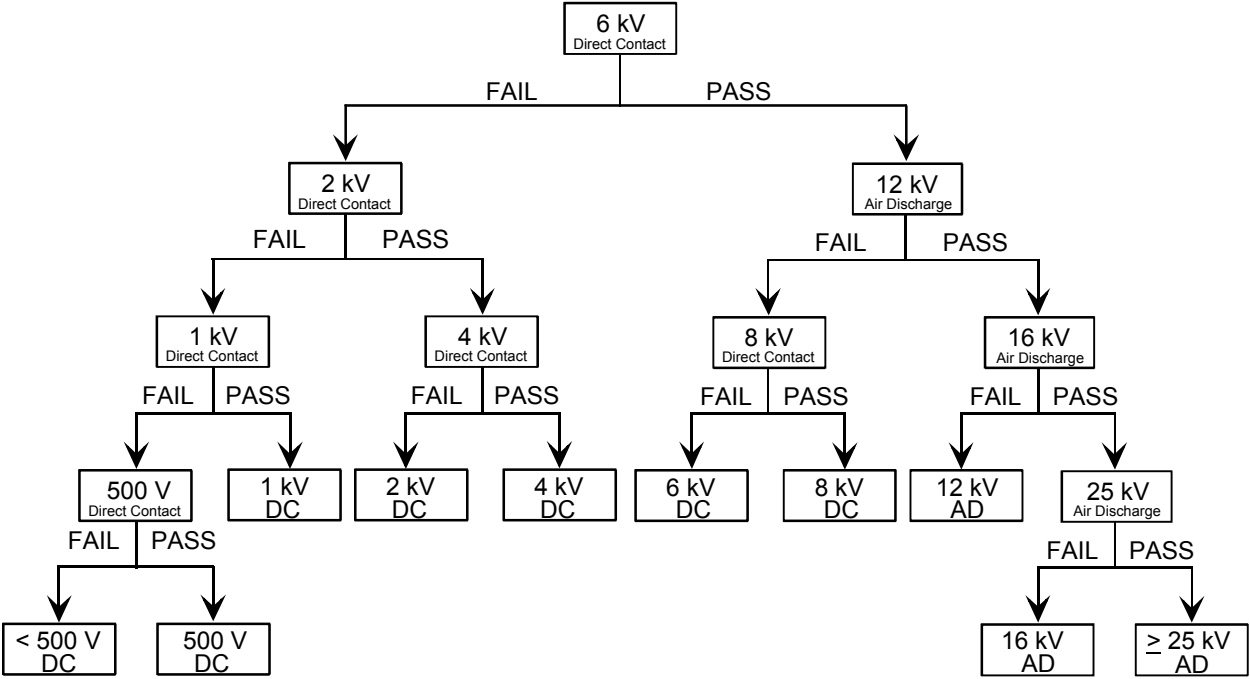 6 kV
Direct Contact
FAIL PASS
2 kV
Direct Contact
12 kV
Air Discharge
FAIL PASS
FAIL PASS
1 kV
Direct Contact
4 kV
Direct Contact
8 kV
Direct Contact
16 kV
Air Discharge
FAIL PASS
FAIL PASS
FAIL PASS
FAIL PASS
500 V
Direct Contact
1 kV
DC
2 kV
DC
4 kV
DC
6 kV
DC
8 kV
DC
12 kV
AD
25 kV
Air Discharge
FAIL PASS
FAIL PASS
< 500 V
DC
500 V
DC
16 kV
AD
≥ 25 kV
AD